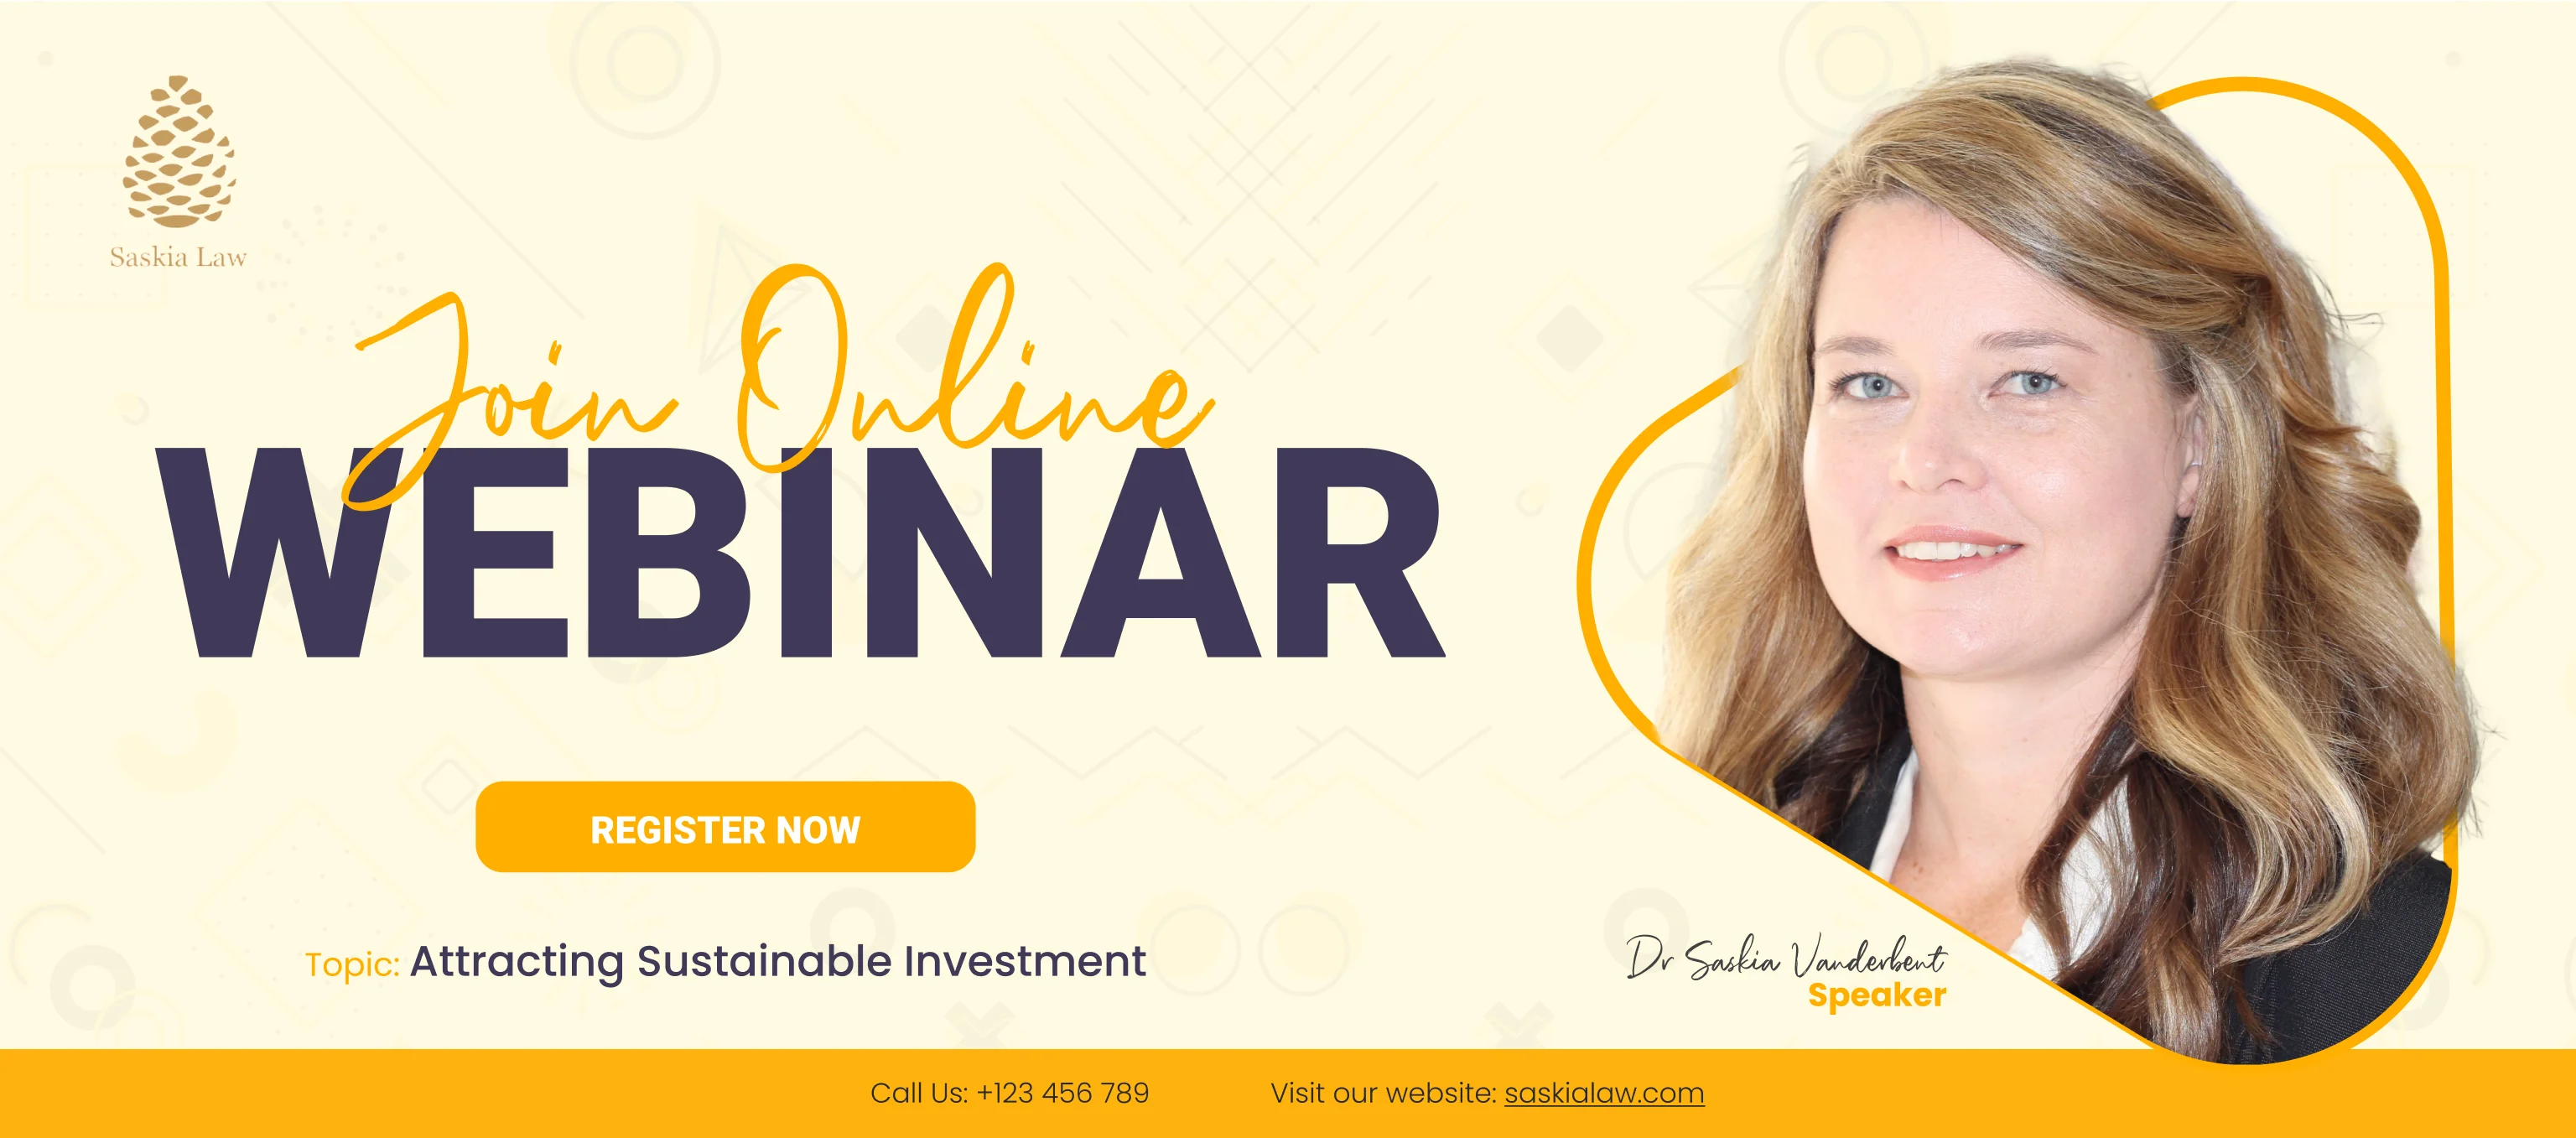 Saskia Law
Join Online
WEBINAR
REGISTER NOW
Topic: Attracting Sustainable Investment
Dr Saskia Vanderbent
Speaker
Call Us: +123 456 789
Visit our website: saskialaw.com